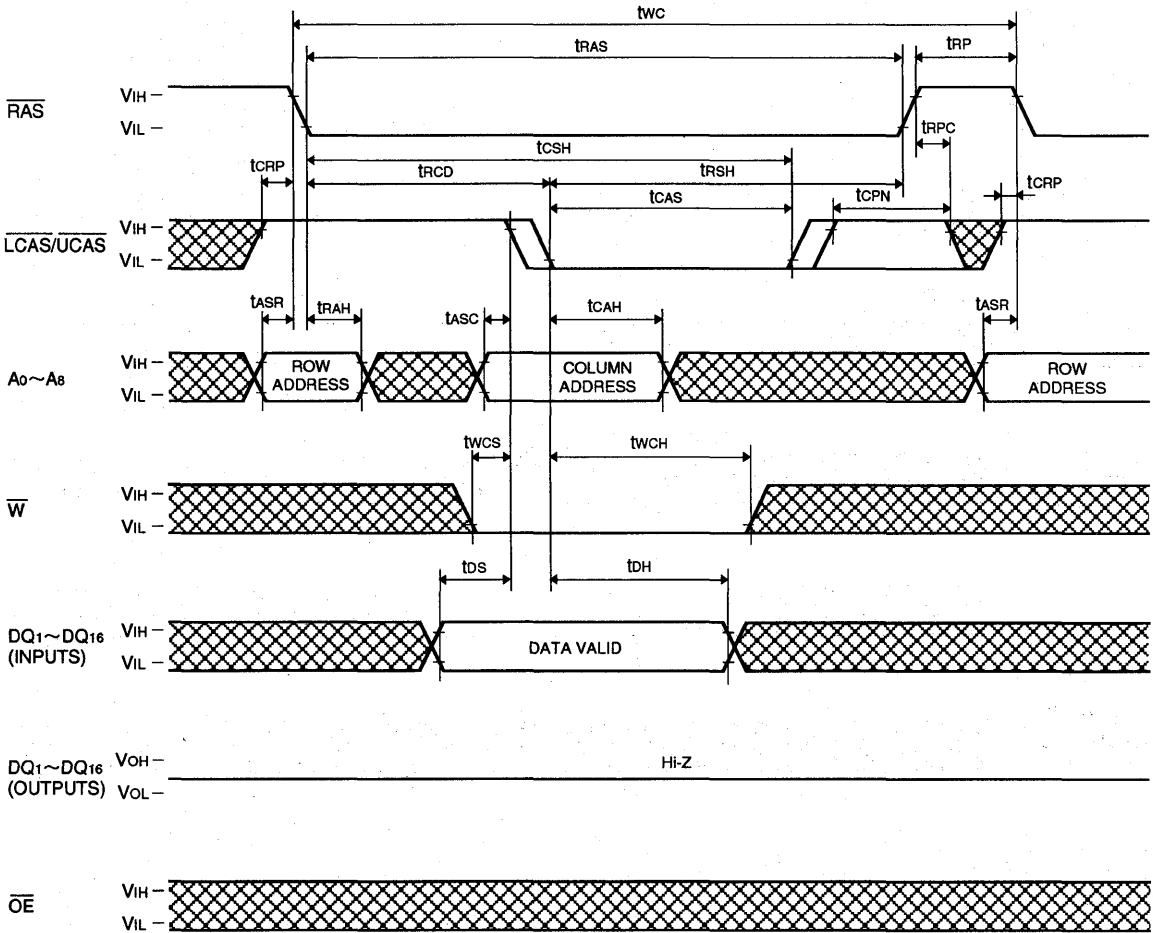 tWC
tRAS
tRP
RAS
VIH
VIL
tRPC
tCSH
tCRP
tRCD
tRSH
tCRP
tCAS
tCPN
LCAS/UCAS
VIH
VIL
tASR
tRAH
tASC
tCAH
tASR
A0~A8
VIH
VIL
ROW
ADDRESS
COLUMN
ADDRESS
ROW
ADDRESS
tWCS
tWCH
W
VIH
VIL
tDS
tDH
DQ1~DQ16
(INPUTS)
VIH
VIL
DATA VALID
DQ1~DQ16
(OUTPUTS)
VOH
VOL
Hi-Z
OE
VIH
VIL